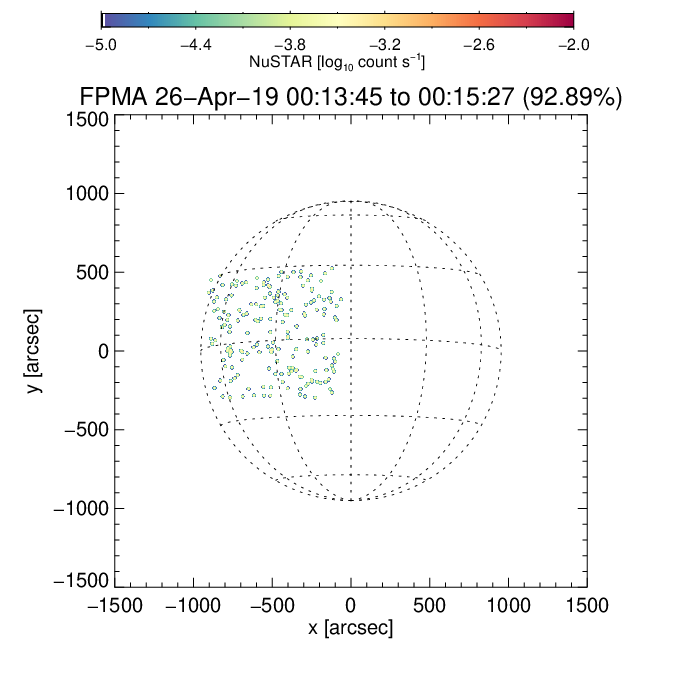 −5.0 −4.4 −3.8 −3.2 −2.6 −2.0
NuSTAR [log₁₀ count s⁻¹]
FPMA 26−Apr−19 00:13:45 to 00:15:27 (92.89%)
1500
1000
500
0
−500
−1000
−1500
y [arcsec]
−1500 −1000 −500 0 500 1000 1500
x [arcsec]